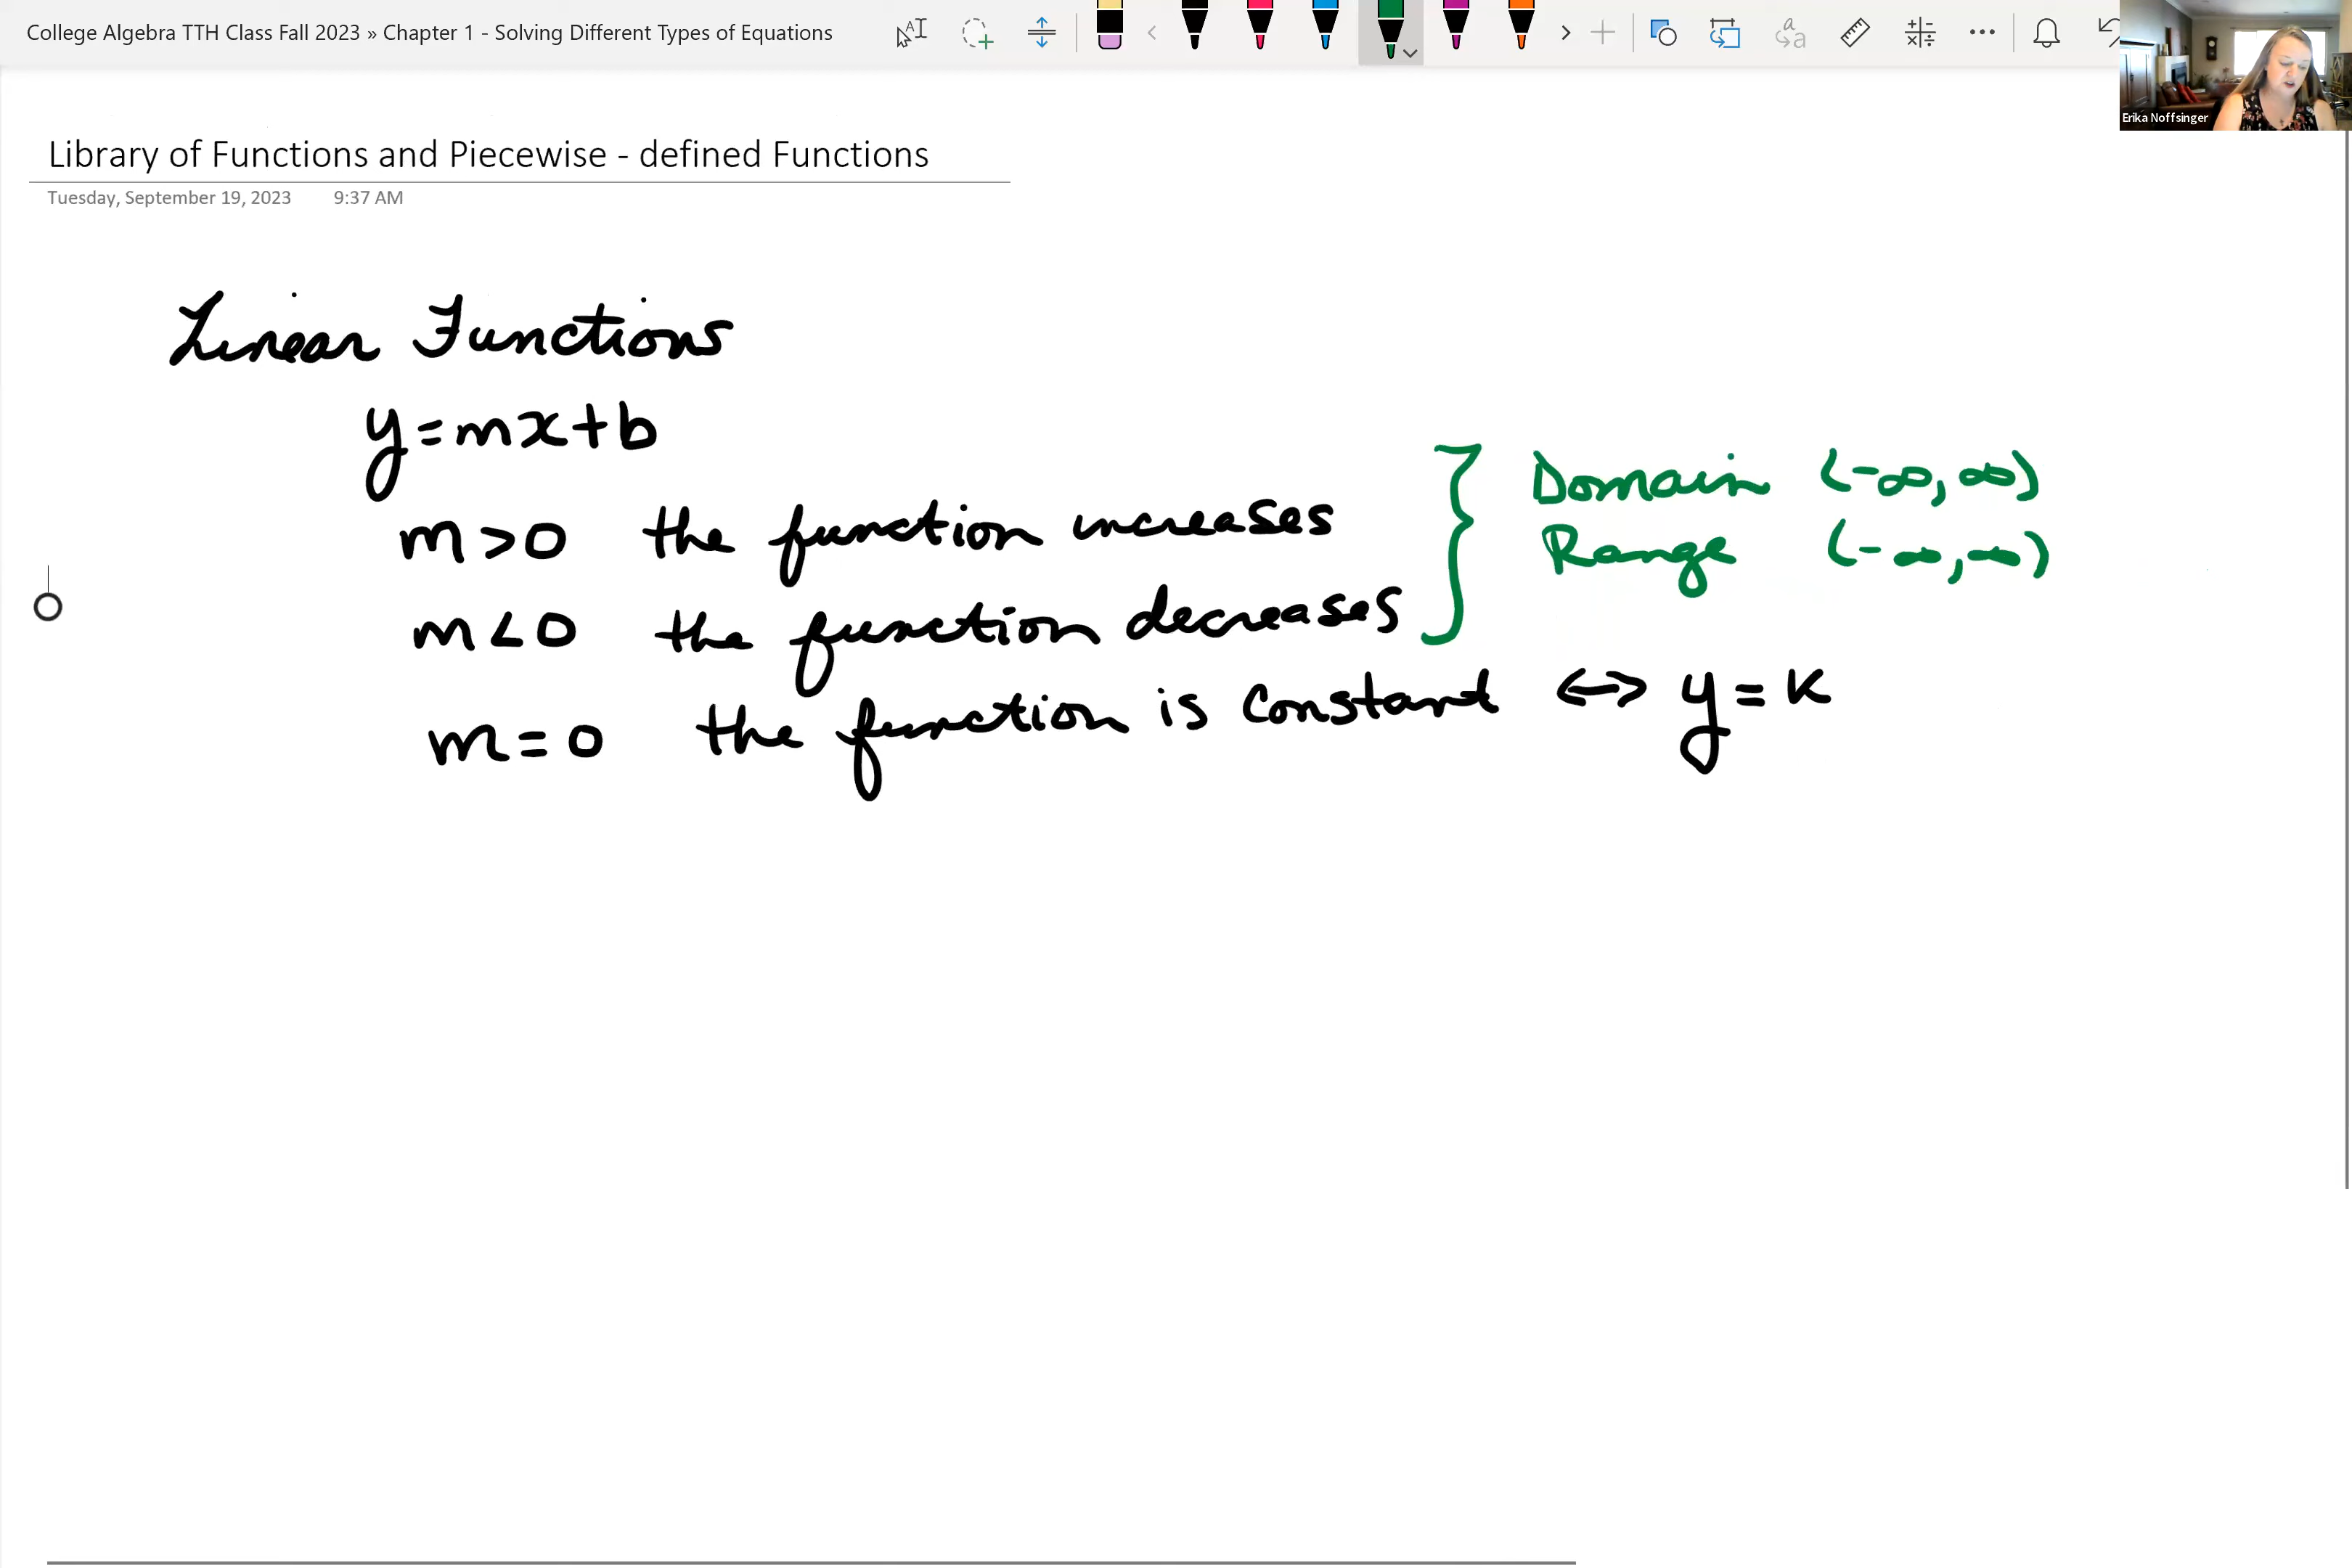 College Algebra TTH Class Fall 2023 » Chapter 1 - Solving Different Types of Equations
Erika Noffsinger
Library of Functions and Piecewise - defined Functions
Tuesday, September 19, 2023 9:37 AM
Linear Functions
y=mx+b
m>0 the function increases
m<0 the function decreases
} Domain (-∞,∞)
Range (-∞,∞)
m=0 the function is constant ↔ y=k